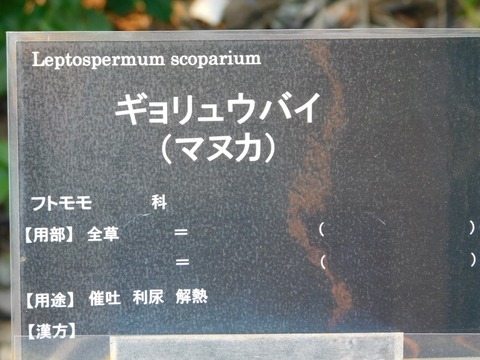 Leptospermum scoparium
ギョリュウバイ
(マヌカ)
フトモモ 科
【用部】 全草 = ( )
= ( )
【用途】 催吐 利尿 解熱
【漢方】